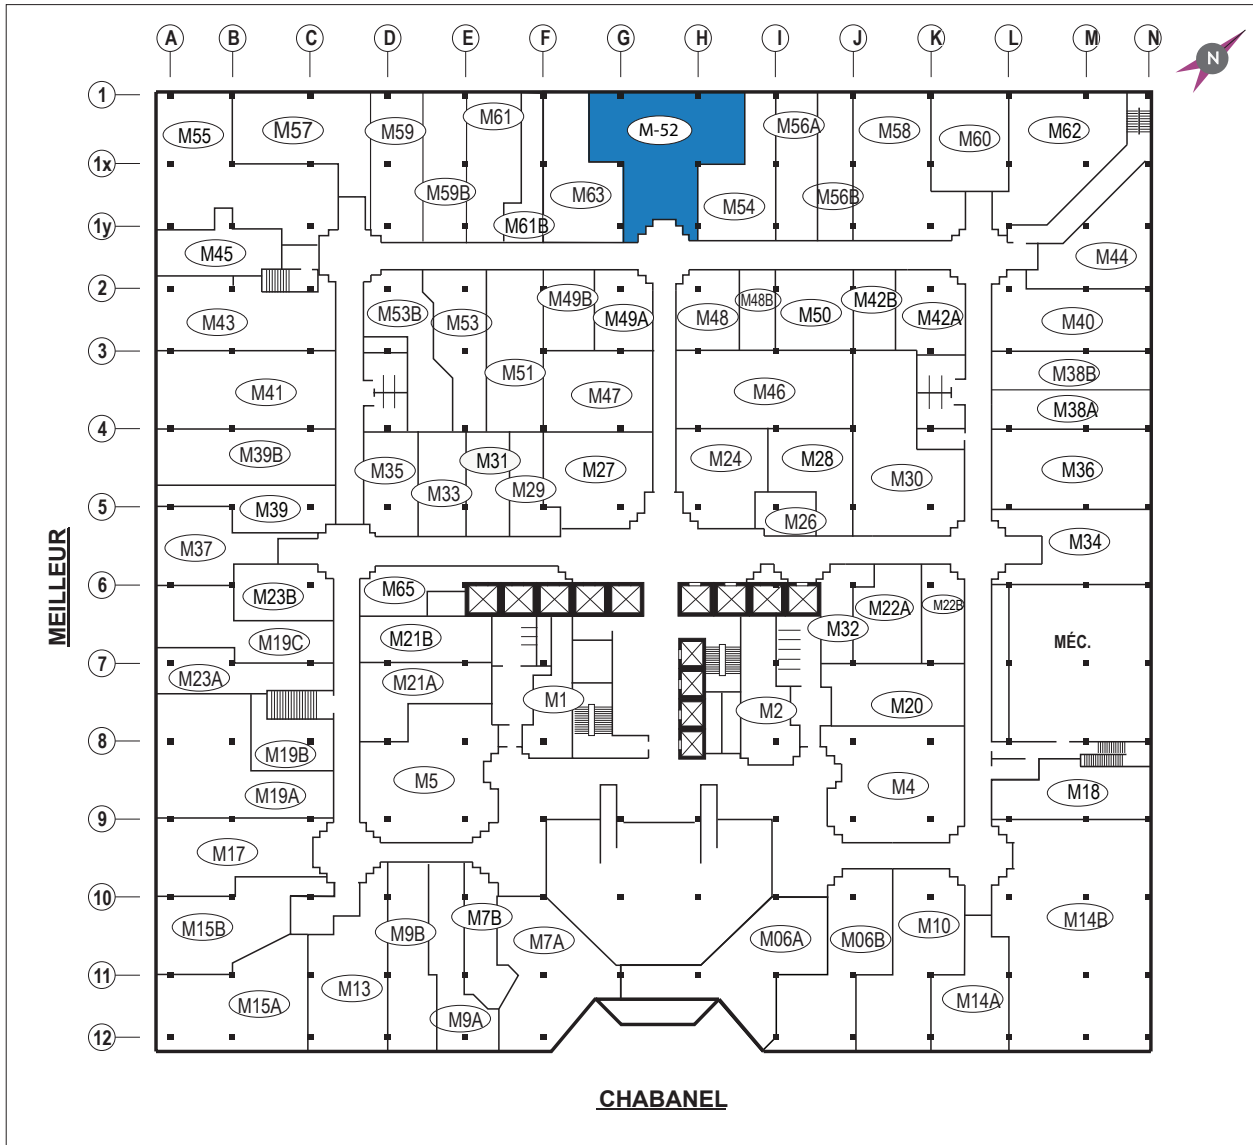 A B C D E F G H I J K L M N
N
1
M55 M57 M59 M61 M-52 M56A M58 M60 M62
1x
M59B M61B M63 M54 M56B
1y
M45 M44
2
M43 M53B M53 M49B M49A M48 M48B M50 M42B M42A M40
3
M41 M51 M47 M46 M38B
M38A
4
M39B M35 M33 M31 M29 M27 M24 M28 M30 M36
5
M39 M26
M37 M34
MEILLEUR
6
M23B M65 M32 M22A M22B
M19C M21B MÉC.
7
M23A M21A M1 M2 M20
8
M19B M5 M4
M19A M18
9
M17
10
M15B M9B M7B M7A M06A M06B M10 M14B
11
M15A M13 M9A M14A
12
CHABANEL